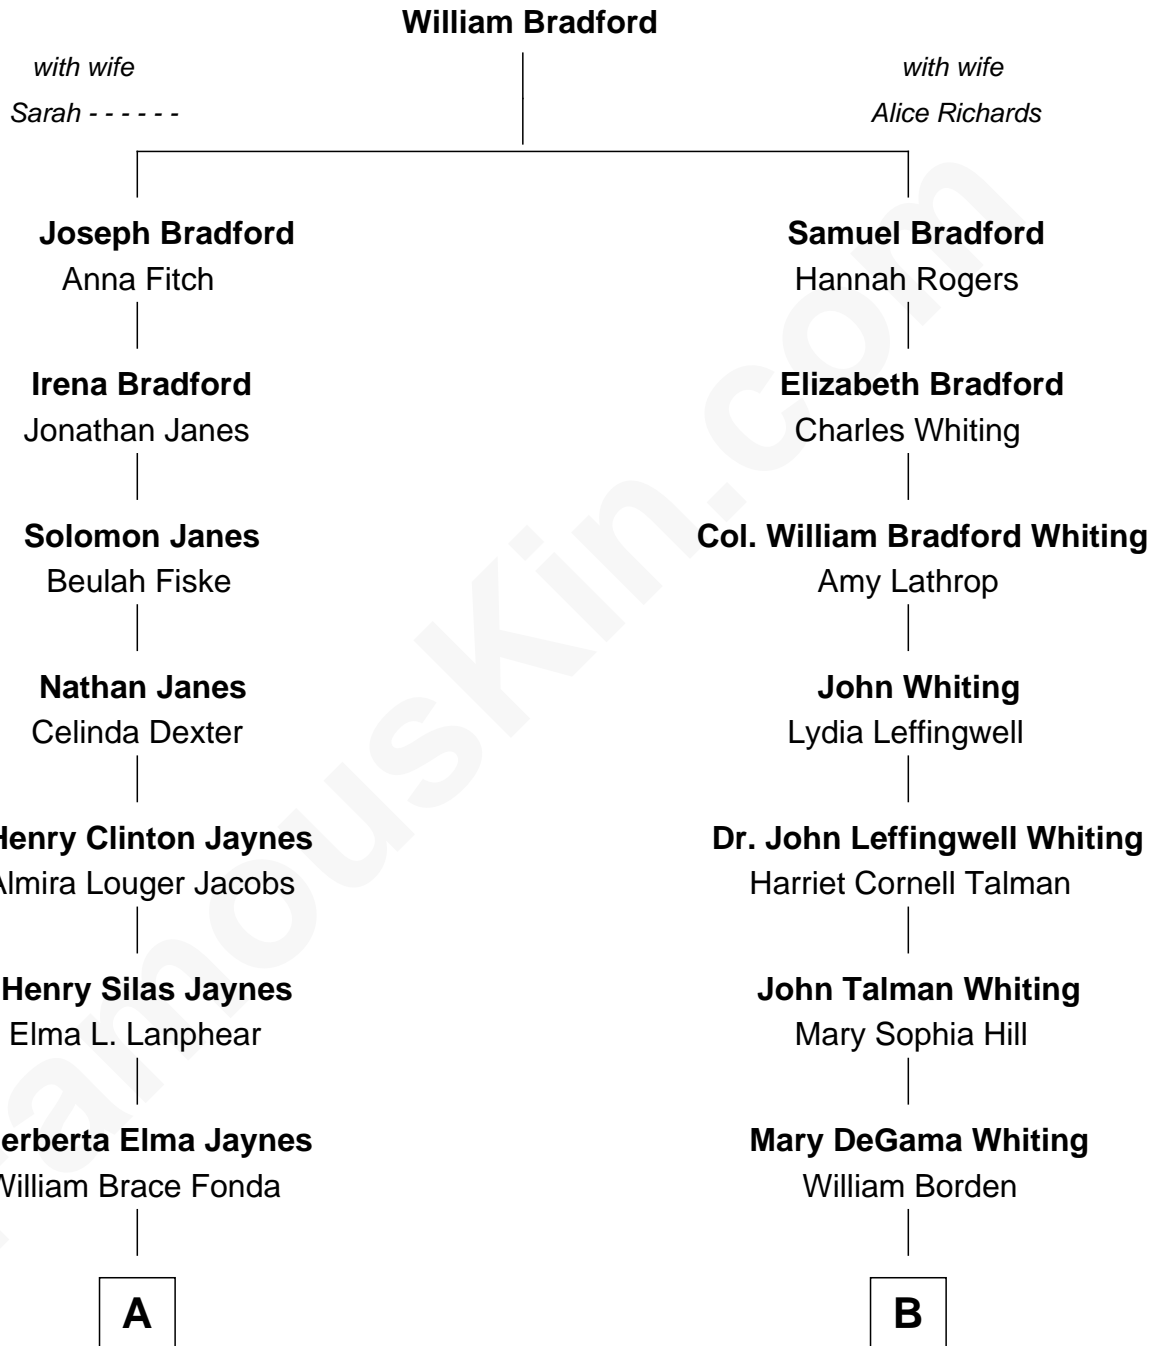 William Bradford
with wife
Sarah - - - - - -
with wife
Alice Richards
Joseph Bradford
Anna Fitch
Samuel Bradford
Hannah Rogers
Irena Bradford
Jonathan Janes
Elizabeth Bradford
Charles Whiting
Solomon Janes
Beulah Fiske
Col. William Bradford Whiting
Amy Lathrop
Nathan Janes
Celinda Dexter
John Whiting
Lydia Leffingwell
Henry Clinton Jaynes
Almira Louger Jacobs
Dr. John Leffingwell Whiting
Harriet Cornell Talman
Henry Silas Jaynes
Elma L. Lanphear
John Talman Whiting
Mary Sophia Hill
erberta Elma Jaynes
William Brace Fonda
Mary DeGama Whiting
William Borden
A
B
FamousKin.com